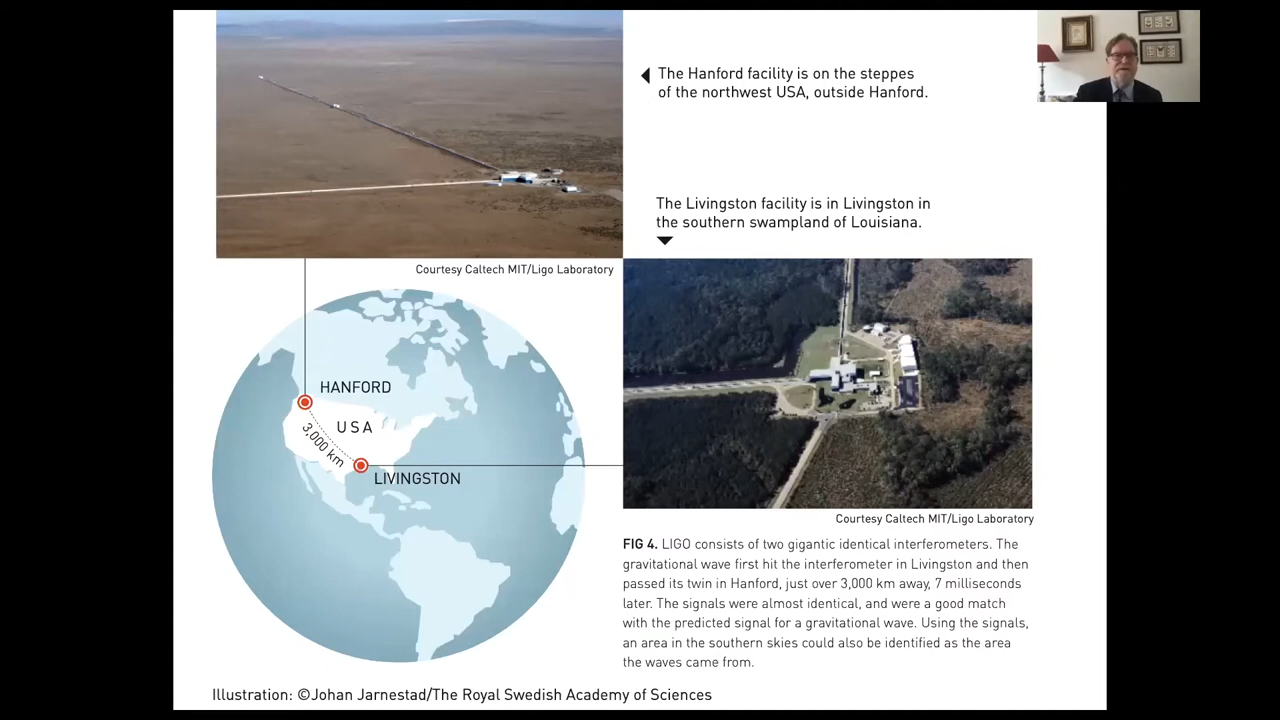 The Hanford facility is on the steppes
of the northwest USA, outside Hanford.
The Livingston facility is in Livingston in
the southern swampland of Louisiana.
Courtesy Caltech MIT/Ligo Laboratory
HANFORD
USA
3,000 km
LIVINGSTON
Courtesy Caltech MIT/Ligo Laboratory
FIG 4. LIGO consists of two gigantic identical interferometers. The
gravitational wave first hit the interferometer in Livingston and then
passed its twin in Hanford, just over 3,000 km away, 7 milliseconds
later. The signals were almost identical, and were a good match
with the predicted signal for a gravitational wave. Using the signals,
an area in the southern skies could also be identified as the area
the waves came from.
Illustration: ©Johan Jarnestad/The Royal Swedish Academy of Sciences